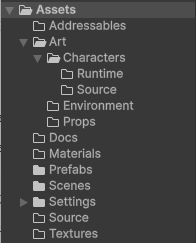 Assets
Addressables
Art
Characters
Runtime
Source
Environment
Props
Docs
Materials
Prefabs
Scenes
Settings
Source
Textures